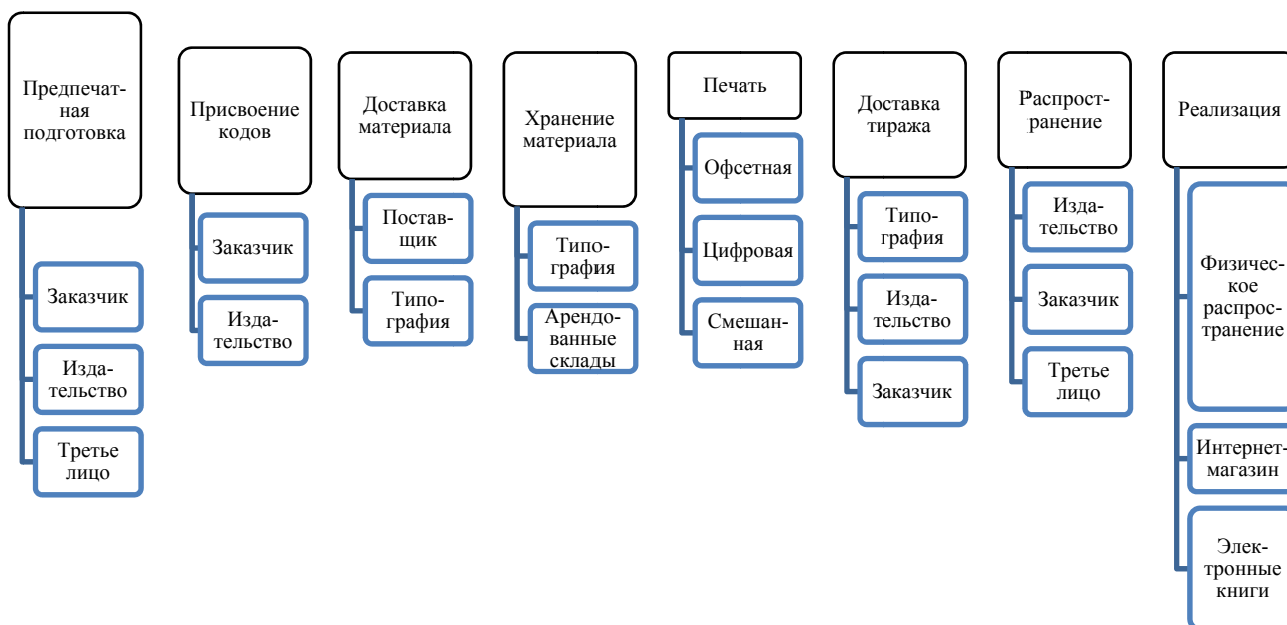 Предпечат-
ная
подготовка
Заказчик
Изда-
тельство
Третье
лицо
Присвоение
кодов
Заказчик
Изда-
тельство
Доставка
материала
Постав-
щик
Типо-
графия
Хранение
материала
Типо-
графия
Арендо-
ванные
склады
Печать
Офсетная
Цифровая
Смешан-
ная
Доставка
тиража
Типо-
графия
Изда-
тельство
Заказчик
Распрост-
ранение
Изда-
тельство
Заказчик
Третье
лицо
Реализация
Физичес-
кое
распрос-
транение
Интернет-
магазин
Элек-
тронные
книги